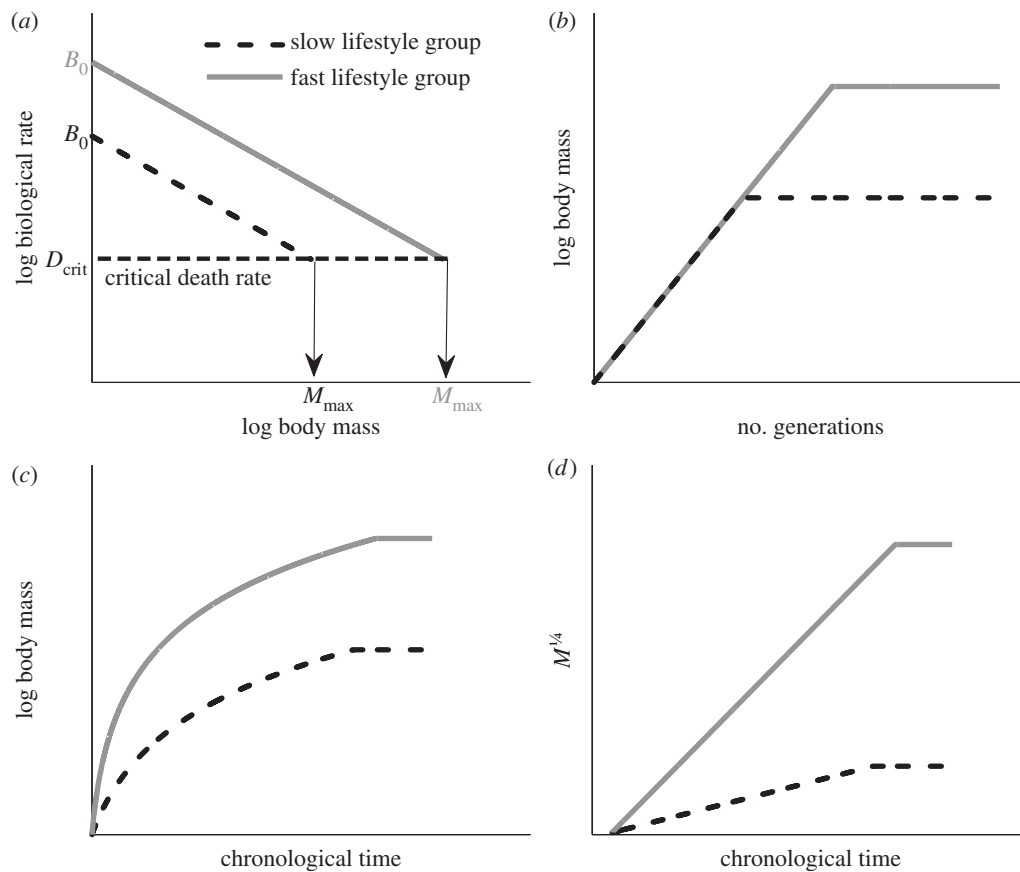 (a)
slow lifestyle group
fast lifestyle group
B0
B0
Dcrit
critical death rate
log biological rate
Mmax
Mmax
log body mass
(b)
log body mass
no. generations
(c)
log body mass
chronological time
(d)
M¼
chronological time